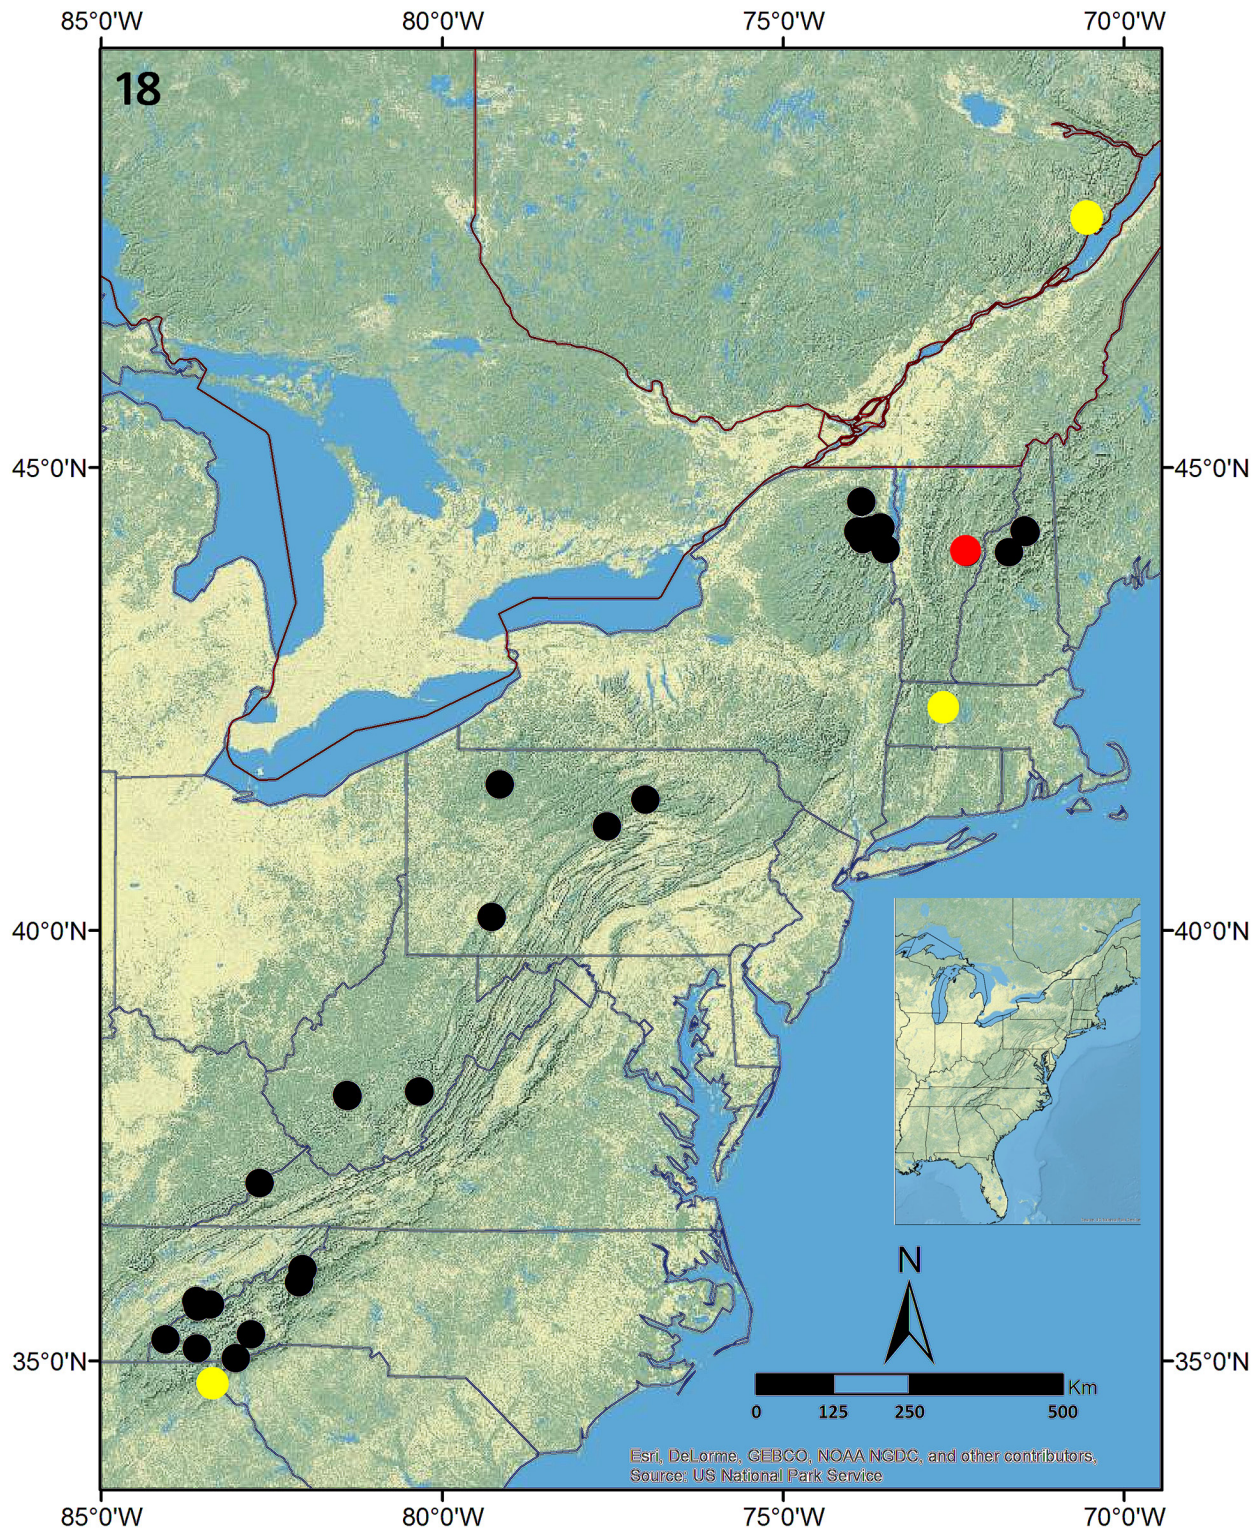 85°0'W 80°0'W 75°0'W 70°0'W
18
45°0'N 45°0'N
40°0'N 40°0'N
N
35°0'N 35°0'N
Km
0 125 250 500
Esri, DeLorme, GEBCO, NOAA NGDC, and other contributors,
Source: US National Park Service
85°0'W 80°0'W 75°0'W 70°0'W